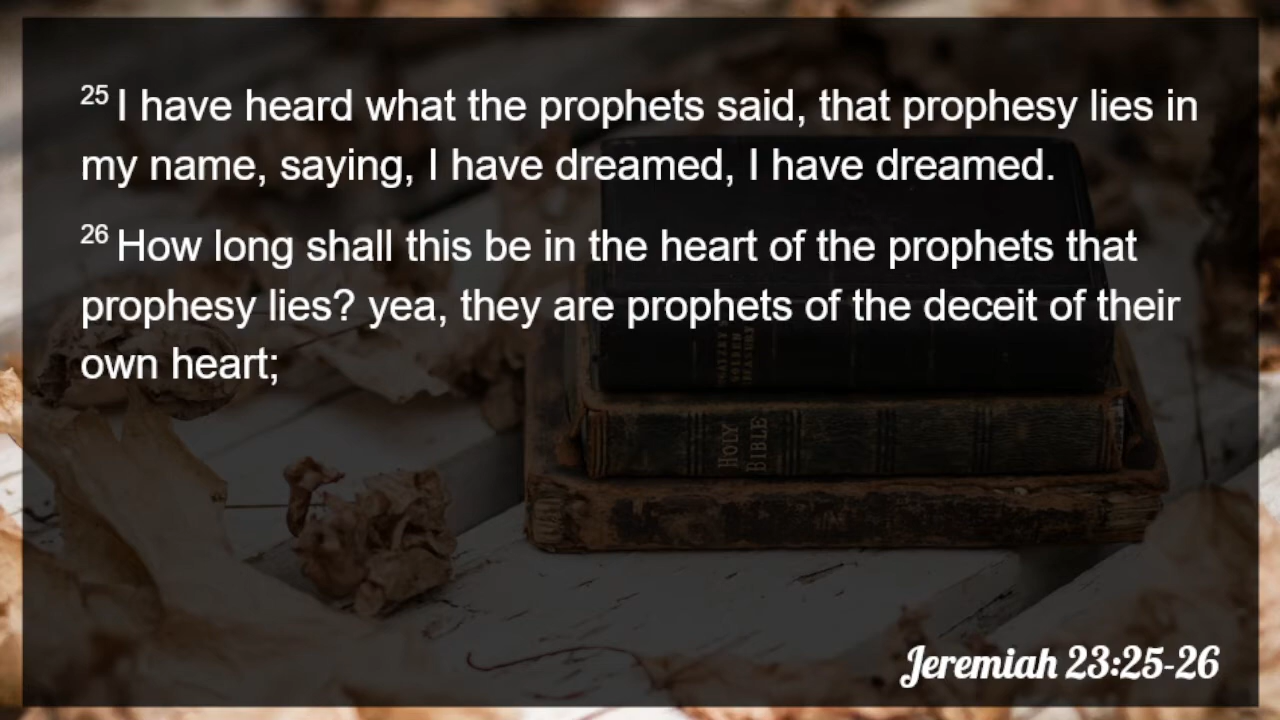 25 I have heard what the prophets said, that prophesy lies in
my name, saying, I have dreamed, I have dreamed.
26 How long shall this be in the heart of the prophets that
prophesy lies? yea, they are prophets of the deceit of their
own heart;
HOLY
BIBLE
Jeremiah 23:25-26